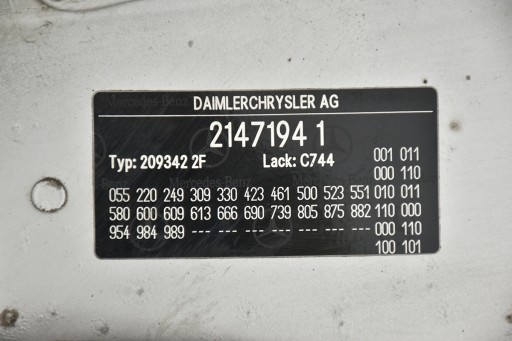 DAIMLERCHRYSLER AG
Mercedes-Benz
2147194 1
Typ: 209342 2F Lack: C744 001 011
000 110
055 220 249 309 330 423 461 500 523 551 010 011
580 600 609 613 666 690 739 805 875 882 110 000
954 984 989 --- --- 000 110
100 101